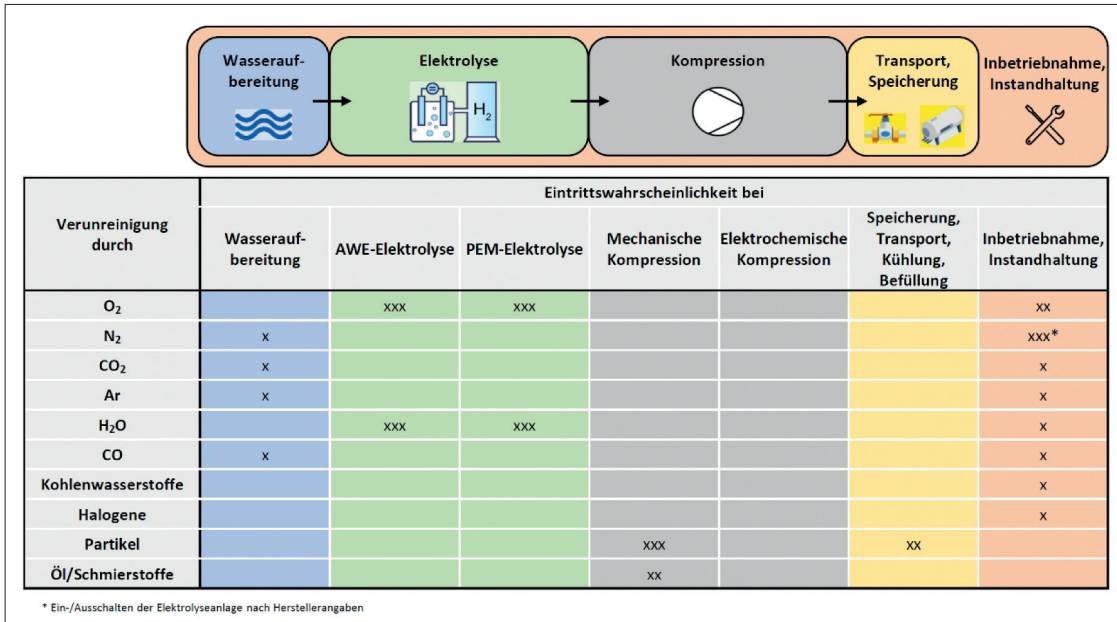 Wasserauf-
bereitung
Elektrolyse
H2
Kompression
Transport,
Speicherung
Inbetriebnahme,
Instandhaltung
Verunreinigung
durch
Eintrittswahrscheinlichkeit bei
Wasserauf-
bereitung
AWE-Elektrolyse
PEM-Elektrolyse
Mechanische
Kompression
Elektrochemische
Kompression
Speicherung,
Transport,
Kühlung,
Befüllung
Inbetriebnahme,
Instandhaltung
O2 xxx xxx xx
N2 x xxx*
CO2 x x
Ar x x
H2O xxx xxx x
CO x x
Kohlenwasserstoffe x
Halogene x
Partikel xxx xx
Öl/Schmierstoffe xx
* Ein-/Ausschalten der Elektrolyseanlage nach Herstellerangaben